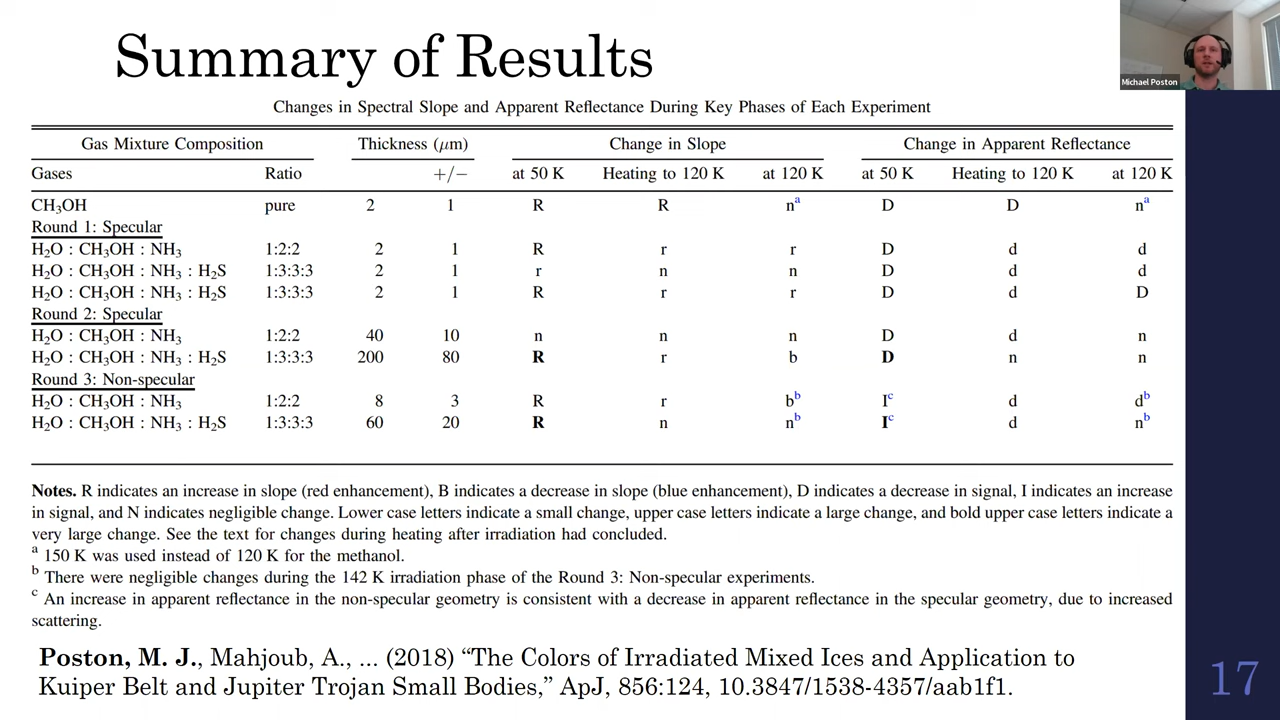 Summary of Results
Michael Poston
Changes in Spectral Slope and Apparent Reflectance During Key Phases of Each Experiment
Gas Mixture Composition Thickness (μm) Change in Slope Change in Apparent Reflectance
Gases Ratio +/− at 50 K Heating to 120 K at 120 K at 50 K Heating to 120 K at 120 K
CH₃OH pure 2 1 R R nᵃ D D nᵃ
Round 1: Specular
H₂O : CH₃OH : NH₃ 1:2:2 2 1 R r r D d d
H₂O : CH₃OH : NH₃ : H₂S 1:3:3:3 2 1 r n n D d d
H₂O : CH₃OH : NH₃ : H₂S 1:3:3:3 2 1 R r r D d D
Round 2: Specular
H₂O : CH₃OH : NH₃ 1:2:2 40 10 n n n D d n
H₂O : CH₃OH : NH₃ : H₂S 1:3:3:3 200 80 R r b D n n
Round 3: Non-specular
H₂O : CH₃OH : NH₃ 1:2:2 8 3 R r bᵇ Iᶜ d dᵇ
H₂O : CH₃OH : NH₃ : H₂S 1:3:3:3 60 20 R n nᵇ Iᶜ d nᵇ
Notes. R indicates an increase in slope (red enhancement), B indicates a decrease in slope (blue enhancement), D indicates a decrease in signal, I indicates an increase
in signal, and N indicates negligible change. Lower case letters indicate a small change, upper case letters indicate a large change, and bold upper case letters indicate a
very large change. See the text for changes during heating after irradiation had concluded.
ᵃ 150 K was used instead of 120 K for the methanol.
ᵇ There were negligible changes during the 142 K irradiation phase of the Round 3: Non-specular experiments.
ᶜ An increase in apparent reflectance in the non-specular geometry is consistent with a decrease in apparent reflectance in the specular geometry, due to increased
scattering.
Poston, M. J., Mahjoub, A., ... (2018) “The Colors of Irradiated Mixed Ices and Application to
Kuiper Belt and Jupiter Trojan Small Bodies,” ApJ, 856:124, 10.3847/1538-4357/aab1f1.
17